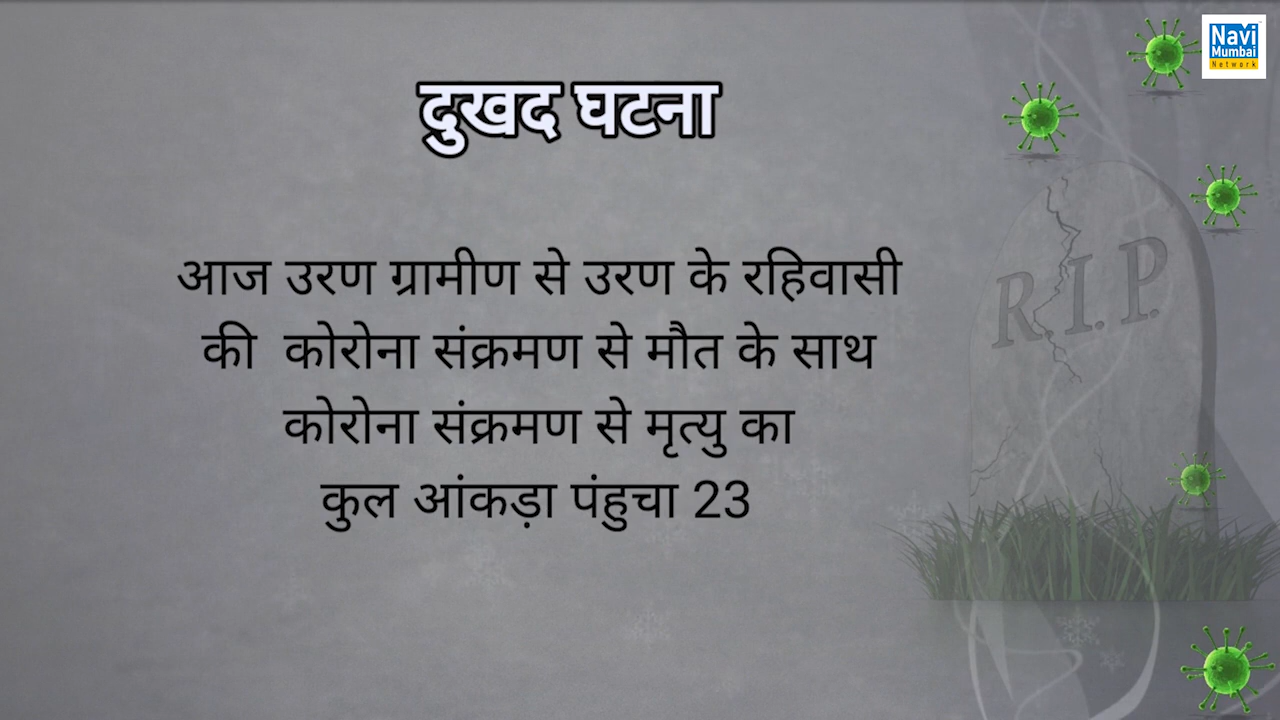 Navi
Mumbai
Network
दुखद घटना
आज उरण ग्रामीण से उरण के रहिवासी
की कोरोना संक्रमण से मौत के साथ
कोरोना संक्रमण से मृत्यु का
कुल आंकड़ा पंहुचा 23
R.I.P.